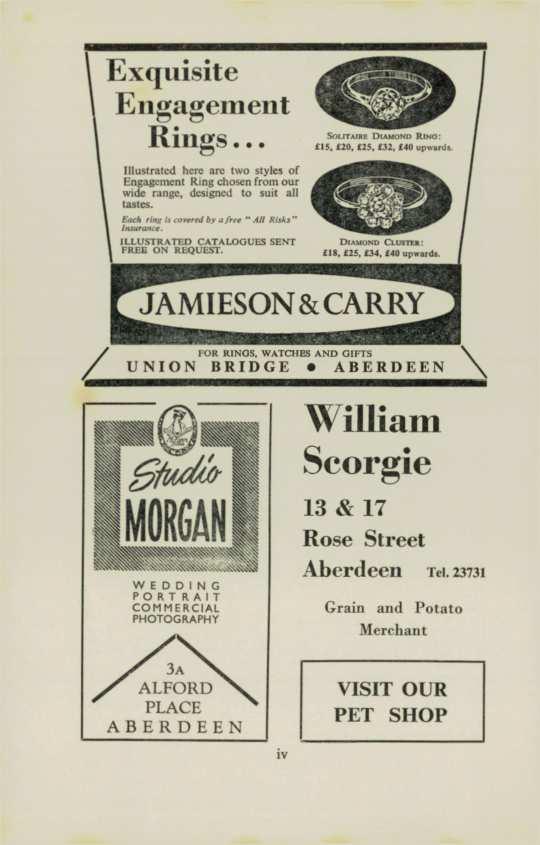 Exquisite
Engagement
Rings...
SOLITAIRE DIAMOND RING:
£15, £20, £25, £32, £40 upwards.
Illustrated here are two styles of
Engagement Ring chosen from our
wide range, designed to suit all
tastes.
Each ring is covered by a free "All Risks"
Insurance.
ILLUSTRATED CATALOGUES SENT
FREE ON REQUEST.
DIAMOND CLUSTER:
£18, £25, £34, £40 upwards.
JAMIESON & CARRY
FOR RINGS, WATCHES AND GIFTS
UNION BRIDGE • ABERDEEN
Studio
MORGAN
WEDDING
PORTRAIT
COMMERCIAL
PHOTOGRAPHY
3A
ALFORD
PLACE
ABERDEEN
William
Scorgie
13 & 17
Rose Street
Aberdeen Tel. 23731
Grain and Potato
Merchant
VISIT OUR
PET SHOP
iv